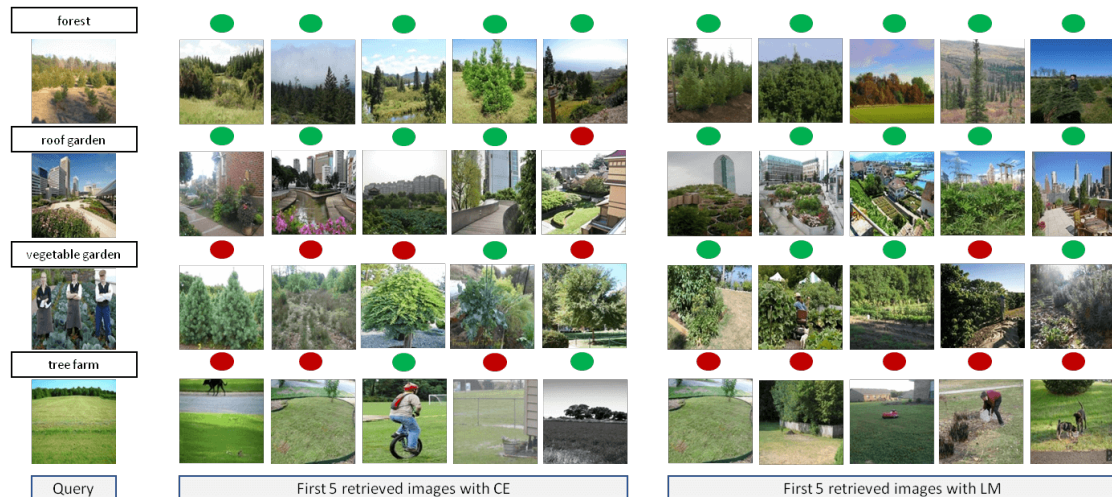 forest
roof garden
vegetable garden
tree farm
Query
First 5 retrieved images with CE
First 5 retrieved images with LM